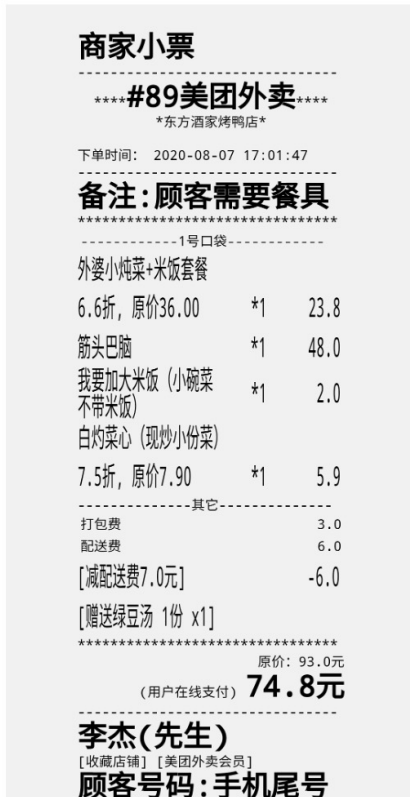 商家小票
--------------------------------
****#89美团外卖****
*东方酒家烤鸭店*
下单时间： 2020-08-07 17:01:47
--------------------------------
备注:顾客需要餐具
********************************
------------1号口袋------------
外婆小炖菜+米饭套餐
6.6折，原价36.00 *1 23.8
筋头巴脑 *1 48.0
我要加大米饭（小碗菜
不带米饭） *1 2.0
白灼菜心（现炒小份菜）
7.5折，原价7.90 *1 5.9
--------------其它--------------
打包费 3.0
配送费 6.0
[减配送费7.0元] -6.0
[赠送绿豆汤 1份 x1]
********************************
原价: 93.0元
(用户在线支付) 74.8元
--------------------------------
李杰(先生)
[收藏店铺] [美团外卖会员]
顾客号码:手机尾号